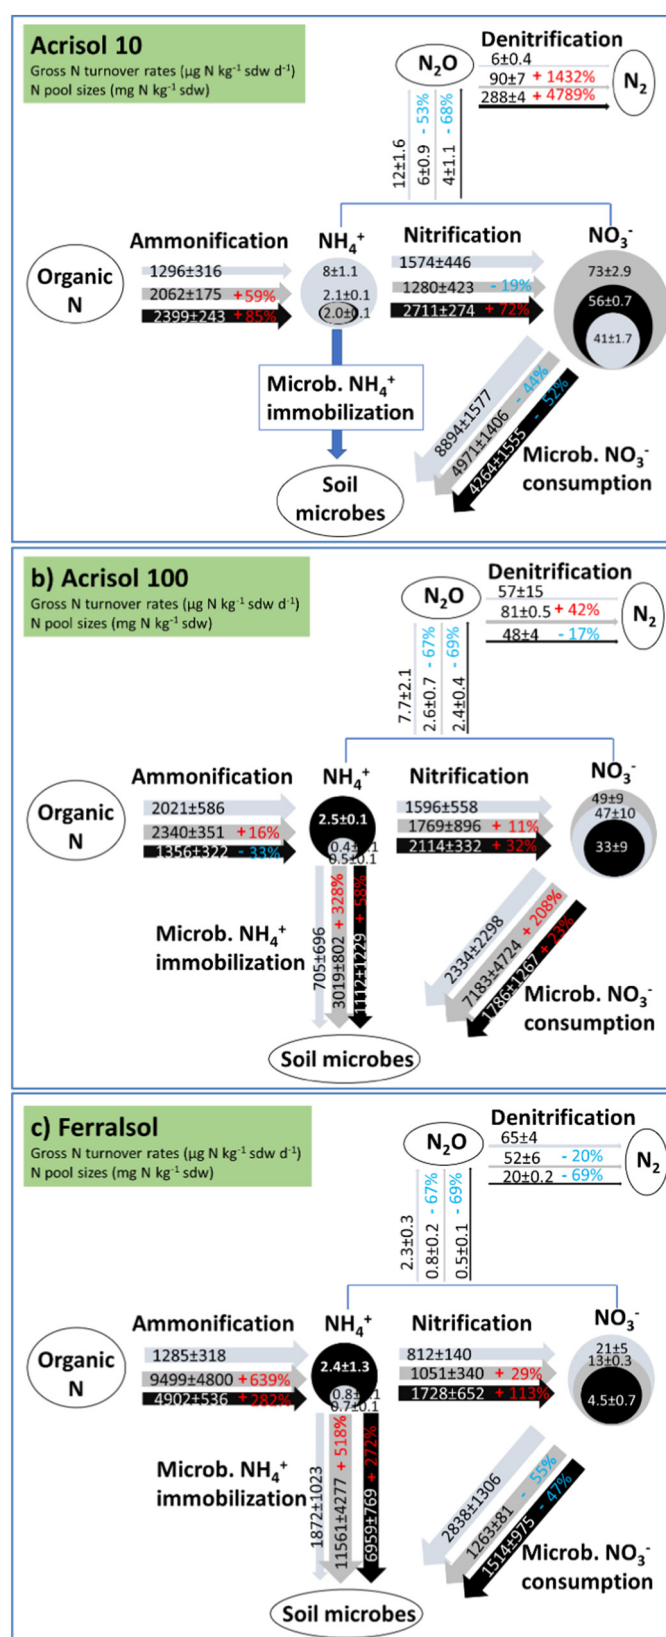 Acrisol 10
Gross N turnover rates (µg N kg⁻¹ sdw d⁻¹)
N pool sizes (mg N kg⁻¹ sdw)
Denitrification
N₂O
6±0.4
90±7 + 1432%
288±4 + 4789%
N₂
12±1.6
6±0.9 - 53%
4±1.1 - 68%
Organic N
Ammonification
1296±316
2062±175 +59%
2399±243 + 85%
NH₄⁺
8±1.1
2.1±0.1
2.0±0.1
Nitrification
1574±446
1280±423 - 19%
2711±274 + 72%
NO₃⁻
73±2.9
56±0.7
41±1.7
Microb. NH₄⁺
immobilization
Soil
microbes
8894±1577
4971±1406 - 44%
4264±1555 - 52%
Microb. NO₃⁻
consumption
b) Acrisol 100
Gross N turnover rates (µg N kg⁻¹ sdw d⁻¹)
N pool sizes (mg N kg⁻¹ sdw)
Denitrification
N₂O
57±15
81±0.5 + 42%
48±4 - 17%
N₂
7.7±2.1
2.6±0.7 - 67%
2.4±0.4 - 69%
Organic
N
Ammonification
2021±586
2340±351 + 16%
1356±322 - 33%
NH₄⁺
2.5±0.1
0.4±0.1
0.5±0.1
Nitrification
1596±558
1769±896 + 11%
2114±332 + 32%
NO₃⁻
49±9
47±10
33±9
Microb. NH₄⁺
immobilization
705±696
3019±802 + 328%
1112±1229 + 58%
Soil microbes
2334±2298
7183±4724 + 208%
1786±1267 + 23%
Microb. NO₃⁻
consumption
c) Ferralsol
Gross N turnover rates (µg N kg⁻¹ sdw d⁻¹)
N pool sizes (mg N kg⁻¹ sdw)
Denitrification
N₂O
65±4
52±6 - 20%
20±0.2 - 69%
N₂
2.3±0.3
0.8±0.2 - 67%
0.5±0.1 - 69%
Organic
N
Ammonification
1285±318
9499±4800 +639%
4902±536 +282%
NH₄⁺
2.4±1.3
0.8±0.1
0.7±0.1
Nitrification
812±140
1051±340 + 29%
1728±652 + 113%
NO₃⁻
21±5
13±0.3
4.5±0.7
Microb. NH₄⁺
immobilization
1872±1023
11561±4277 + 518%
6959±769 + 272%
Soil microbes
2838±1306
1263±81 - 55%
1514±975 - 47%
Microb. NO₃⁻
consumption